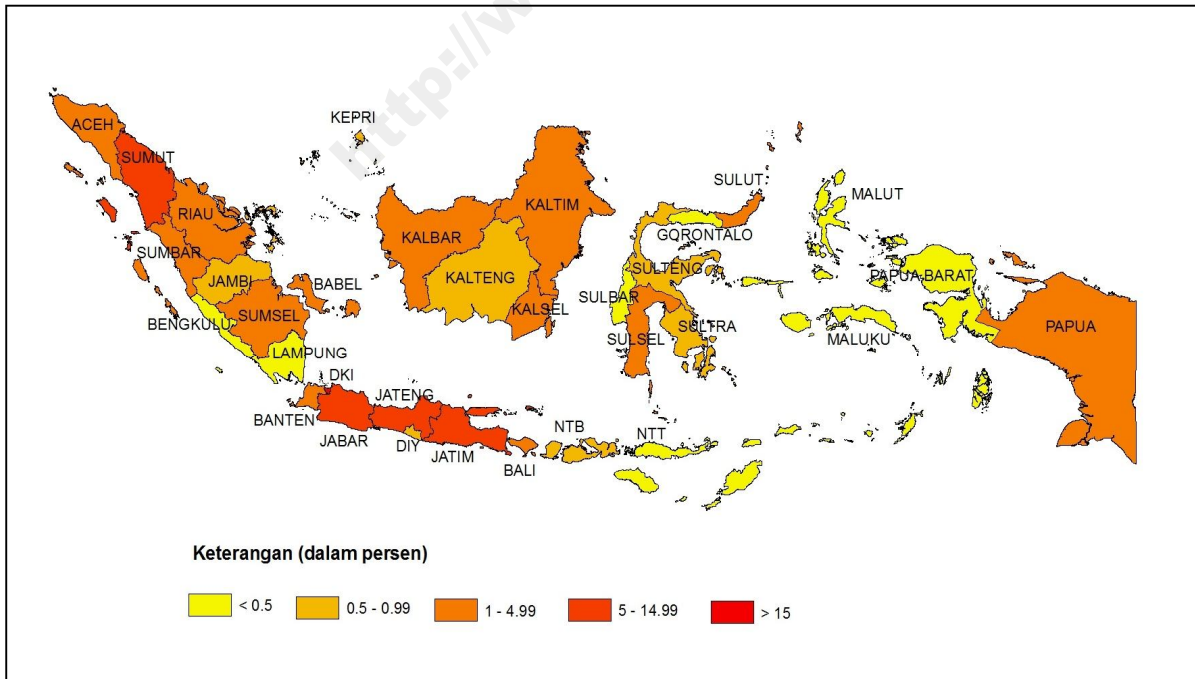 http://w
KEPRI
ACEH
SUMUT
RIAU
SUMBAR
JAMBI
BABEL
BENGKULU
SUMSEL
LAMPUNG
KALBAR
KALTIM
KALTENG
KALSEL
SULUT
GORONTALO
SULTENG
SULBAR
SULTRA
SULSEL
MALUT
PAPUA BARAT
MALUKU
PAPUA
DKI
BANTEN
JATENG
JABAR
DIY
JATIM
BALI
NTB
NTT
Keterangan (dalam persen)
< 0.5 0.5 - 0.99 1 - 4.99 5 - 14.99 > 15